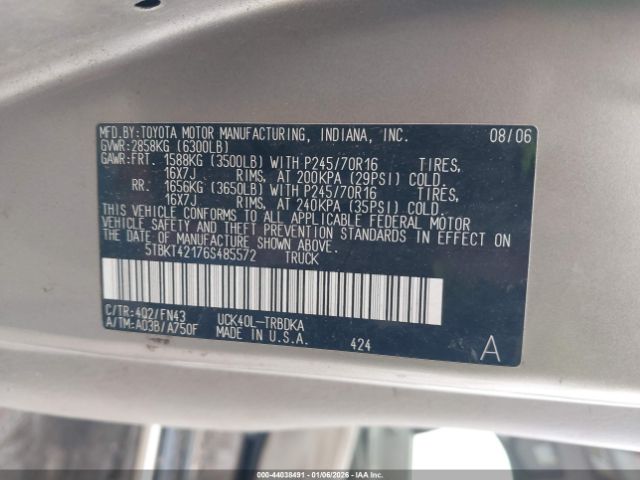 MFD.BY:TOYOTA MOTOR MANUFACTURING, INDIANA, INC. 08/06
GVWR:2858KG (6300LB)
GAWR:FRT. 1588KG (3500LB) WITH P245/70R16 TIRES,
16X7J RIMS, AT 200KPA (29PSI) COLD
RR. 1656KG (3650LB) WITH P245/70R16 TIRES,
16X7J RIMS, AT 240KPA (35PSI) COLD.
THIS VEHICLE CONFORMS TO ALL APPLICABLE FEDERAL MOTOR
VEHICLE SAFETY AND THEFT PREVENTION STANDARDS IN EFFECT ON
THE DATE OF MANUFACTURE SHOWN ABOVE.
5TBKT42176S485572 TRUCK
C/TR:4Q2/FN43 UCK40L-TRBDKA
A/TM:A03B/A750F MADE IN U.S.A. 424 A
000-44038491 - 01/06/2026 - IAA Inc.